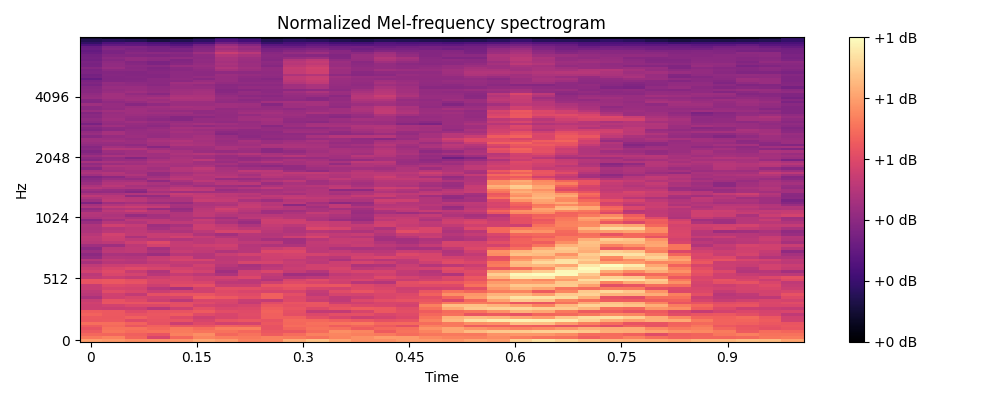 Normalized Mel-frequency spectrogram
Hz
4096
2048
1024
512
0
0 0.15 0.3 0.45 0.6 0.75 0.9
Time
+1 dB
+1 dB
+1 dB
+0 dB
+0 dB
+0 dB